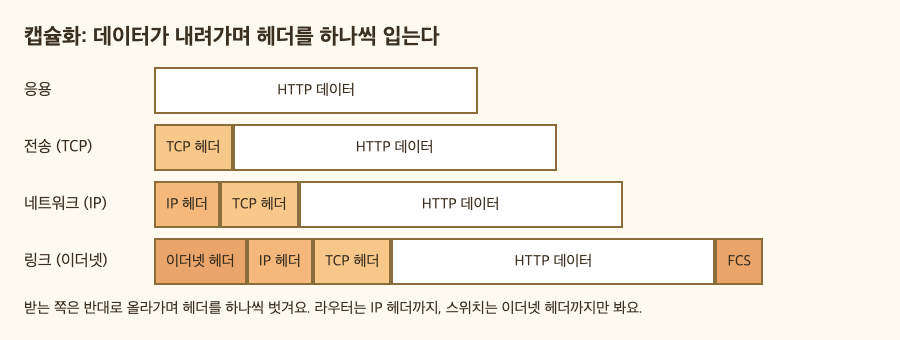 캡슐화: 데이터가 내려가며 헤더를 하나씩 입는다
응용 HTTP 데이터
전송 (TCP) TCP 헤더 HTTP 데이터
네트워크 (IP) IP 헤더 TCP 헤더 HTTP 데이터
링크 (이더넷) 이더넷 헤더 IP 헤더 TCP 헤더 HTTP 데이터 FCS
받는 쪽은 반대로 올라가며 헤더를 하나씩 벗겨요. 라우터는 IP 헤더까지, 스위치는 이더넷 헤더까지만 봐요.